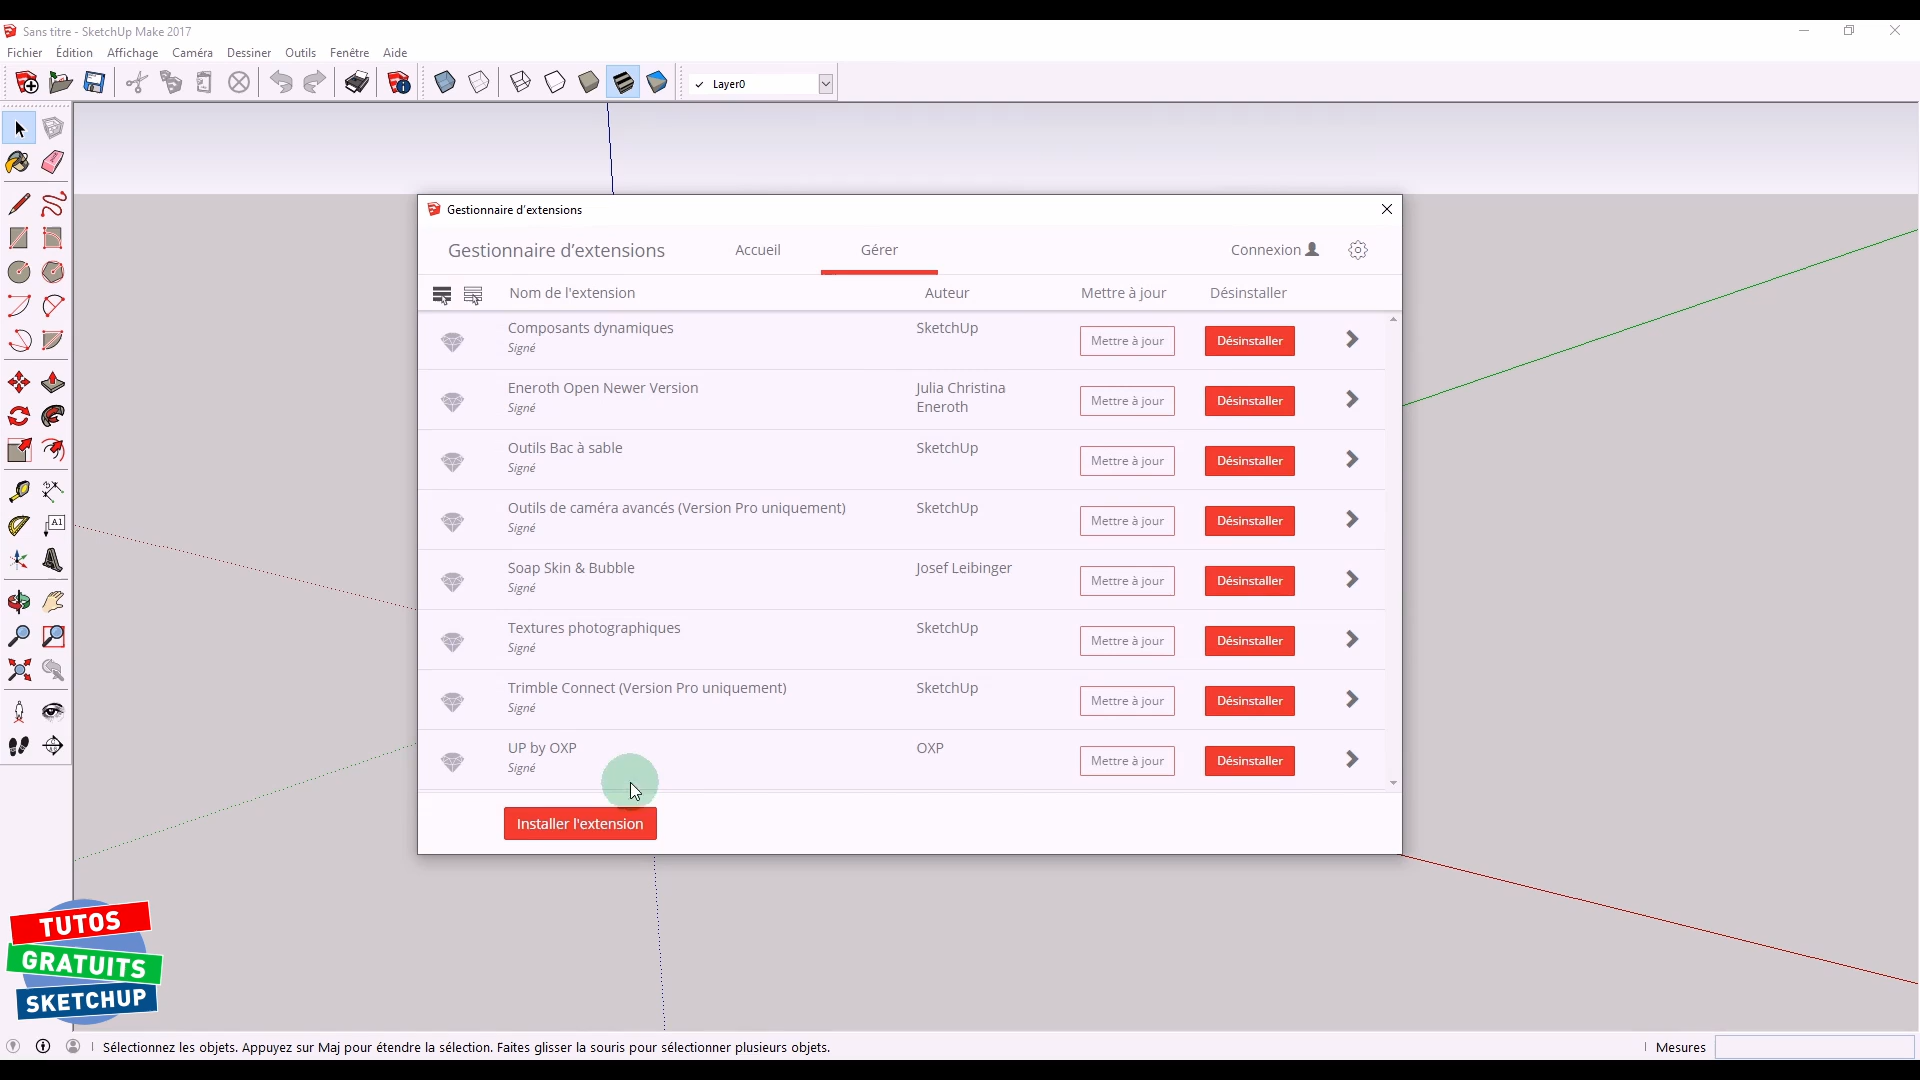 Sans titre - SketchUp Make 2017
Fichier Édition Affichage Caméra Dessiner Outils Fenêtre Aide
Layer0
Gestionnaire d'extensions
Gestionnaire d'extensions Accueil Gérer Connexion
Nom de l'extension Auteur Mettre à jour Désinstaller
Composants dynamiques SketchUp Mettre à jour Désinstaller
Signé
Eneroth Open Newer Version Julia Christina Eneroth Mettre à jour Désinstaller
Signé
Outils Bac à sable SketchUp Mettre à jour Désinstaller
Signé
Outils de caméra avancés (Version Pro uniquement) SketchUp Mettre à jour Désinstaller
Signé
Soap Skin & Bubble Josef Leibinger Mettre à jour Désinstaller
Signé
Textures photographiques SketchUp Mettre à jour Désinstaller
Signé
Trimble Connect (Version Pro uniquement) SketchUp Mettre à jour Désinstaller
Signé
UP by OXP OXP Mettre à jour Désinstaller
Signé
Installer l'extension
A1
TUTOS
GRATUITS
SKETCHUP
Sélectionnez les objets. Appuyez sur Maj pour étendre la sélection. Faites glisser la souris pour sélectionner plusieurs objets. Mesures